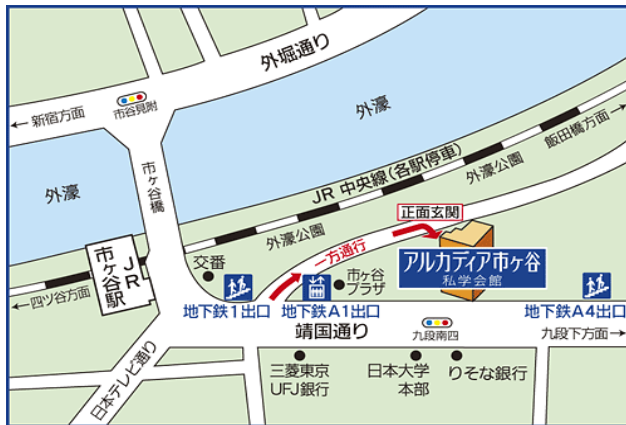 外堀通り
市谷見附
←新宿方面
外濠
飯田橋方面→
市ヶ谷橋
JR 中央線(各駅停車)
外濠公園
外濠
正面玄関
外濠公園
一方通行
アルカディア市ヶ谷
私学会館
JR
市ヶ谷駅
交番
市ヶ谷
プラザ
←四ツ谷方面
地下鉄1出口
地下鉄A1出口
地下鉄A4出口
靖国通り
九段南四
九段下方面→
日本テレビ通り
三菱東京
UFJ銀行
日本大学
本部
りそな銀行